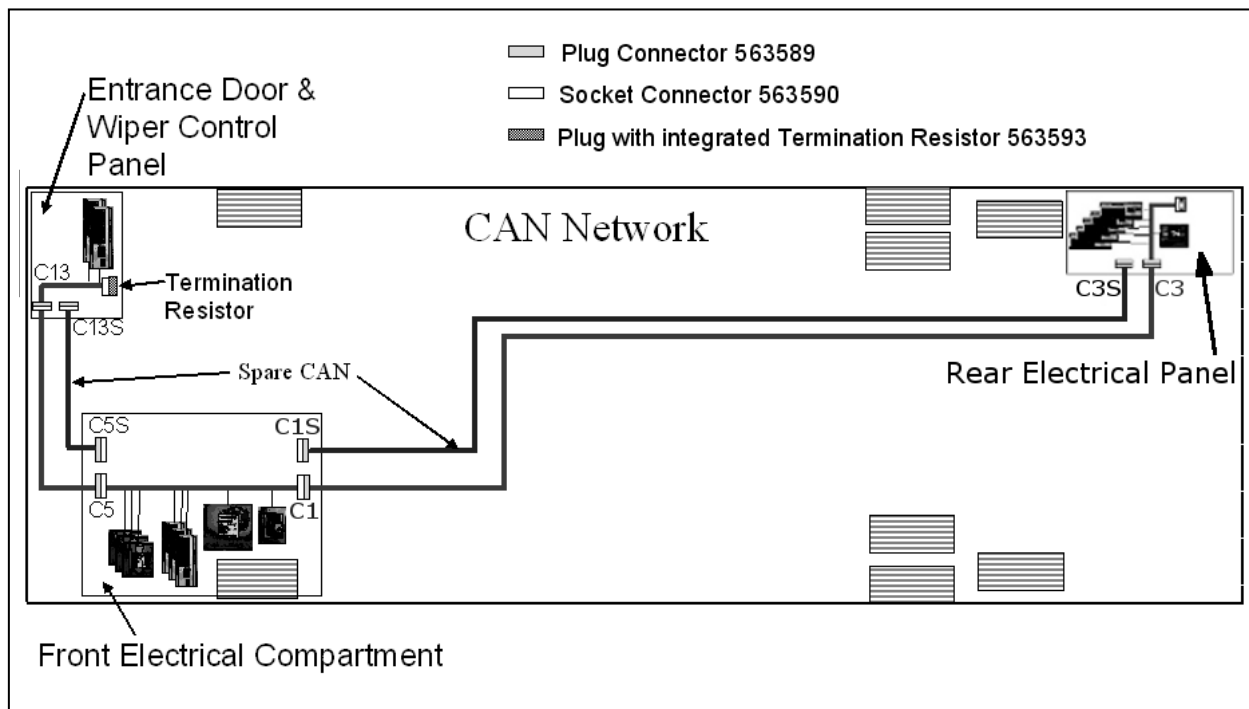 Plug Connector 563589
Socket Connector 563590
Plug with integrated Termination Resistor 563593
Entrance Door &
Wiper Control
Panel
CAN Network
C13
Termination
Resistor
C13S
C3S
C3
Spare CAN
Rear Electrical Panel
C5S
C1S
C5
C1
Front Electrical Compartment